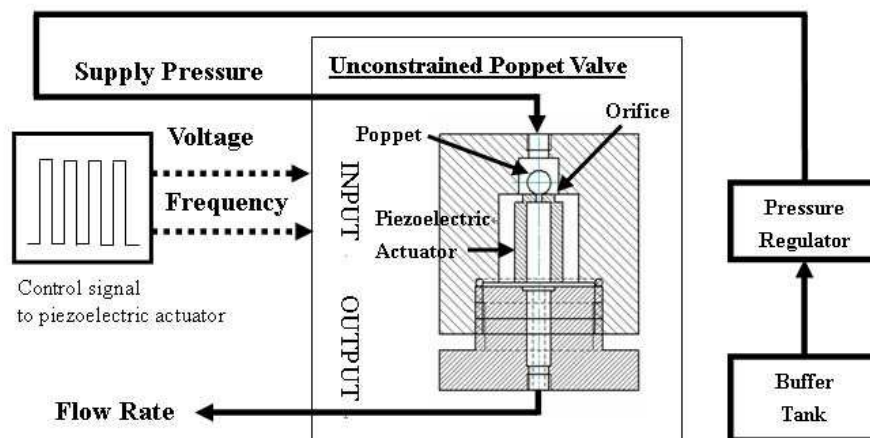 Supply Pressure
Unconstrained Poppet Valve
Orifice
Poppet
Voltage
Frequency
INPUT
Piezoelectric
Actuator
Control signal
to piezoelectric actuator
OUTPUT
Flow Rate
Pressure
Regulator
Buffer
Tank